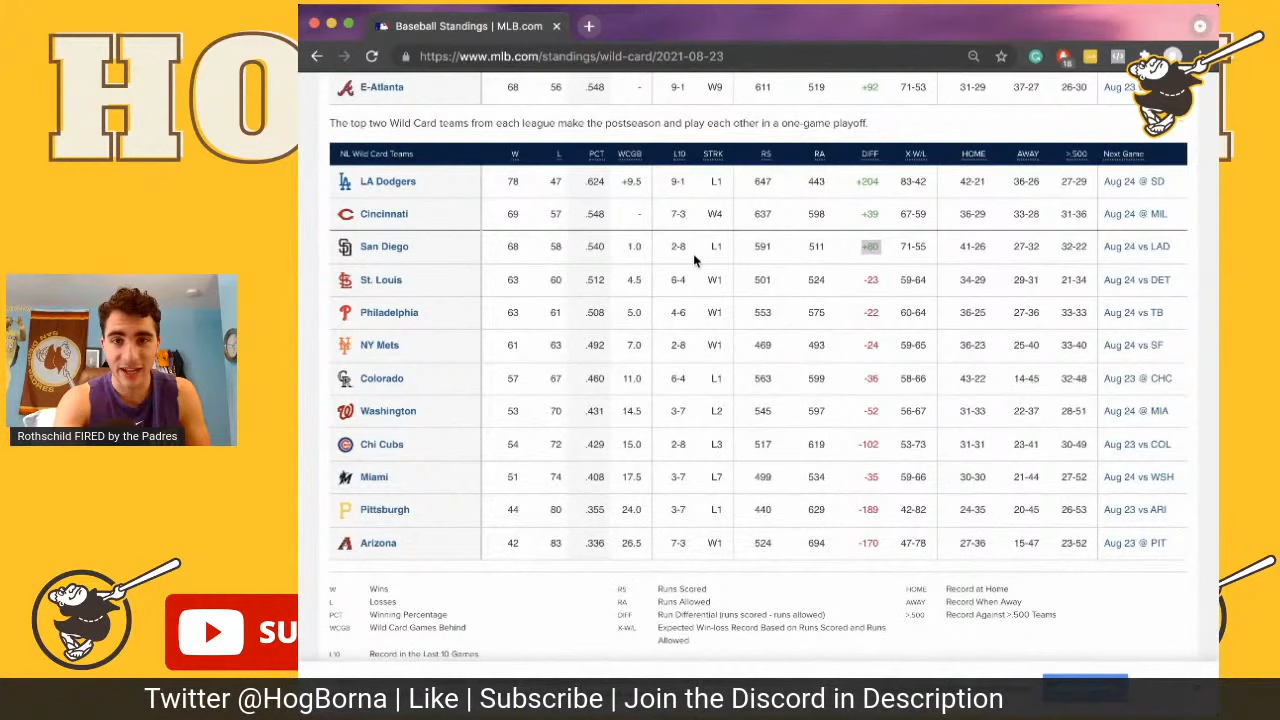 HO
Baseball Standings | MLB.com
https://www.mlb.com/standings/wild-card/2021-08-23
18
E-Atlanta 68 56 .548 - 9-1 W9 611 519 +92 71-53 31-29 37-27 26-30 Aug 23
The top two Wild Card teams from each league make the postseason and play each other in a one-game playoff.
NL Wild Card Teams W L PCT WCGB L10 STRK RS RA DIFF X W/L HOME AWAY >.500 Next Game
LA Dodgers 78 47 .624 +9.5 9-1 L1 647 443 +204 83-42 42-21 36-26 27-29 Aug 24 @ SD
Cincinnati 69 57 .548 - 7-3 W4 637 598 +39 67-59 36-29 33-28 31-36 Aug 24 @ MIL
San Diego 68 58 .540 1.0 2-8 L1 591 511 +80 71-55 41-26 27-32 32-22 Aug 24 vs LAD
St. Louis 63 60 .512 4.5 6-4 W1 501 524 -23 59-64 34-29 29-31 21-34 Aug 24 vs DET
Philadelphia 63 61 .508 5.0 4-6 W1 553 575 -22 60-64 36-25 27-36 33-33 Aug 24 vs TB
NY Mets 61 63 .492 7.0 2-8 W1 469 493 -24 59-65 36-23 25-40 33-40 Aug 24 vs SF
Colorado 57 67 .460 11.0 6-4 L1 563 599 -36 58-66 43-22 14-45 32-48 Aug 23 @ CHC
Washington 53 70 .431 14.5 3-7 L2 545 597 -52 56-67 31-33 22-37 28-51 Aug 24 @ MIA
Chi Cubs 54 72 .429 15.0 2-8 L3 517 619 -102 53-73 31-31 23-41 30-49 Aug 23 vs COL
Miami 51 74 .408 17.5 3-7 L7 499 534 -35 59-66 30-30 21-44 27-52 Aug 24 vs WSH
Pittsburgh 44 80 .355 24.0 3-7 L1 440 629 -189 42-82 24-35 20-45 26-53 Aug 23 vs ARI
Arizona 42 83 .336 26.5 7-3 W1 524 694 -170 47-78 27-36 15-47 23-52 Aug 23 @ PIT
W Wins RS Runs Scored HOME Record at Home
L Losses RA Runs Allowed AWAY Record When Away
PCT Winning Percentage DIFF Run Differential (runs scored - runs allowed) >.500 Record Against >.500 Teams
WCGB Wild Card Games Behind X-W/L Expected Win-loss Record Based on Runs Scored and Runs
Allowed
L10 Record in the Last 10 Games
Rothschild FIRED by the Padres
SU
Twitter @HogBorna | Like | Subscribe | Join the Discord in Description